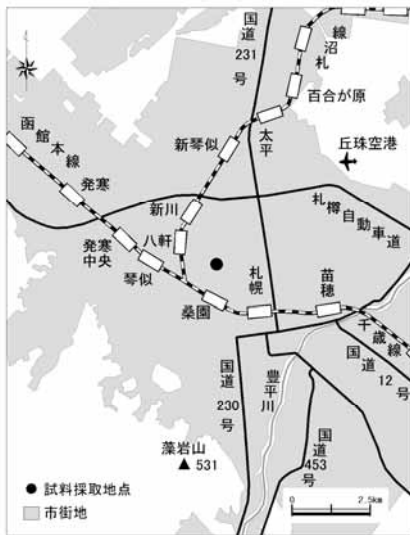 国道
231
号
札沼線
百合が原
太平
新琴似
丘珠空港
函館本線
発寒
新川
札樽自動車道
発寒
中央
八軒
琴似
札幌
苗穂
桑園
千歳線
国道
12
号
国道
230
号
豊平川
国道
453
号
藻岩山
531
試料採取地点
市街地
0
2.5km